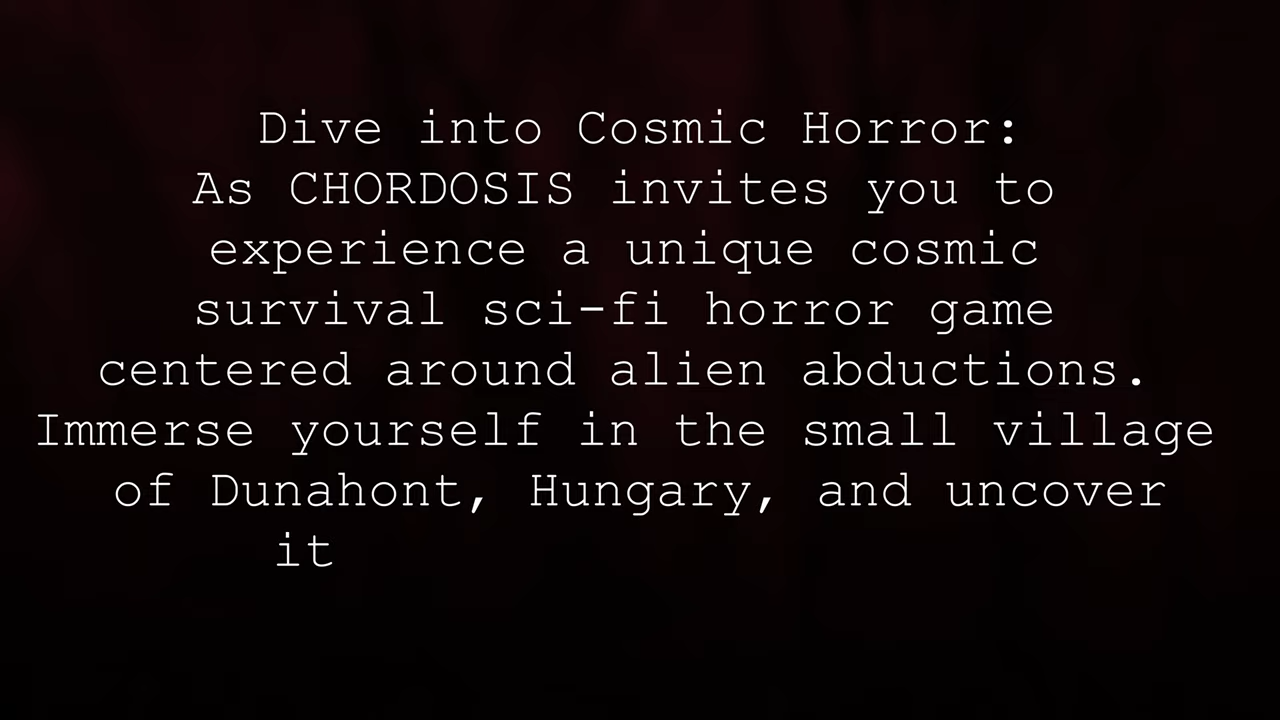 Dive into Cosmic Horror:
As CHORDOSIS invites you to
experience a unique cosmic
survival sci-fi horror game
centered around alien abductions.
Immerse yourself in the small village
of Dunahont, Hungary, and uncover
it